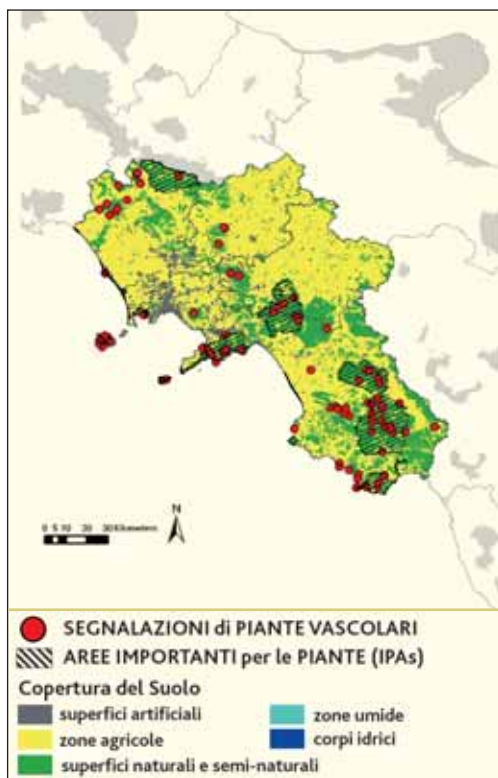 N
0 5 10 20 30 Kilometers
SEGNALAZIONI di PIANTE VASCOLARI
AREE IMPORTANTI per le PIANTE (IPAs)
Copertura del Suolo
superfici artificiali
zone umide
zone agricole
corpi idrici
superfici naturali e semi-naturali